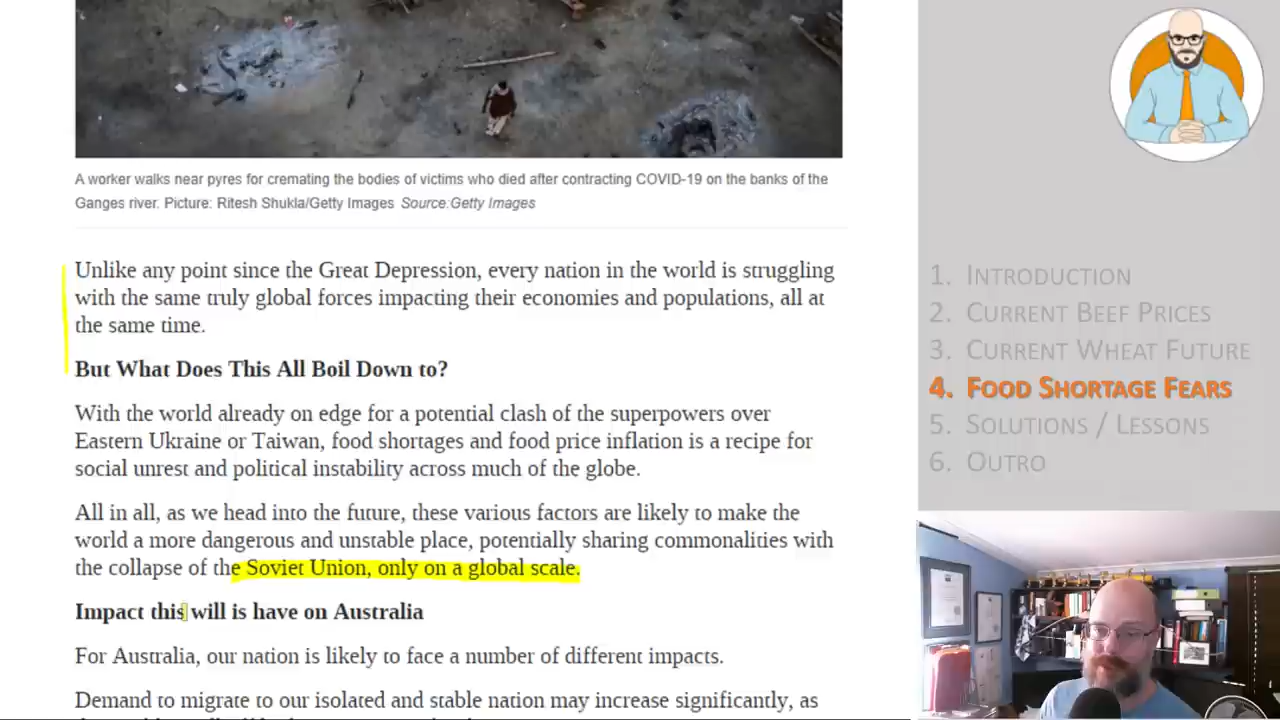 A worker walks near pyres for cremating the bodies of victims who died after contracting COVID-19 on the banks of the
Ganges river. Picture: Ritesh Shukla/Getty Images Source:Getty Images
Unlike any point since the Great Depression, every nation in the world is struggling
with the same truly global forces impacting their economies and populations, all at
the same time.
But What Does This All Boil Down to?
With the world already on edge for a potential clash of the superpowers over
Eastern Ukraine or Taiwan, food shortages and food price inflation is a recipe for
social unrest and political instability across much of the globe.
All in all, as we head into the future, these various factors are likely to make the
world a more dangerous and unstable place, potentially sharing commonalities with
the collapse of the Soviet Union, only on a global scale.
Impact this will is have on Australia
For Australia, our nation is likely to face a number of different impacts.
Demand to migrate to our isolated and stable nation may increase significantly, as
1. Introduction
2. Current Beef Prices
3. Current Wheat Future
4. Food Shortage Fears
5. Solutions / Lessons
6. Outro